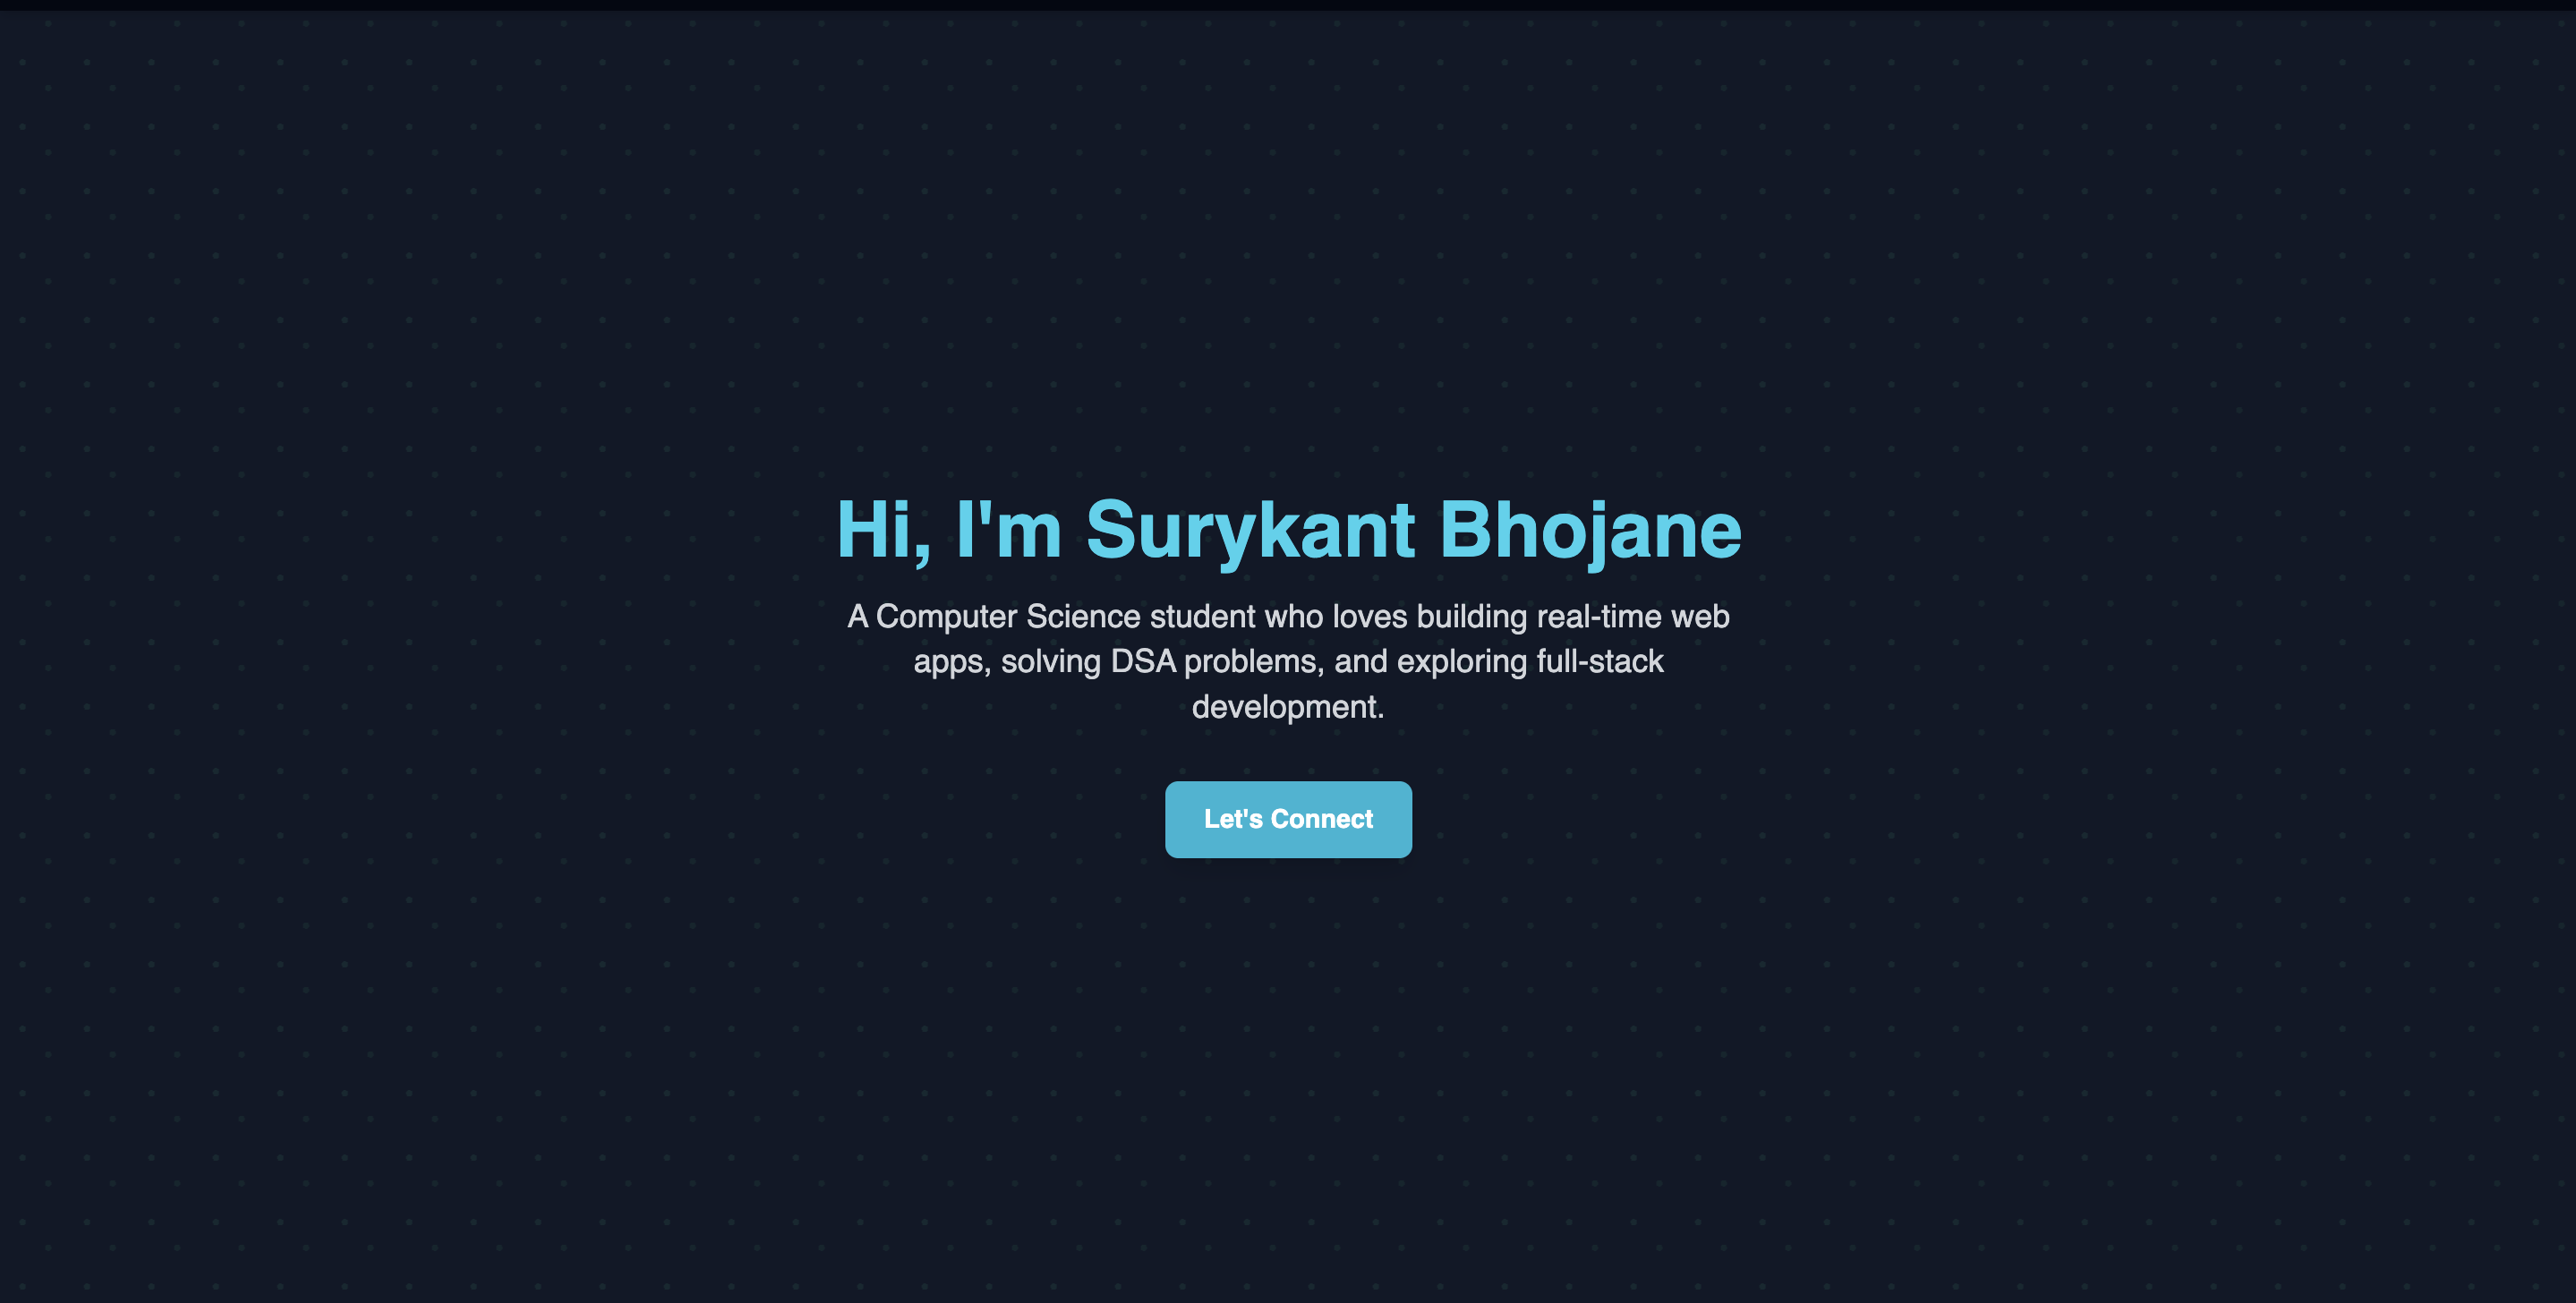 Hi, I'm Surykant Bhojane
A Computer Science student who loves building real-time web
apps, solving DSA problems, and exploring full-stack
development.
Let's Connect